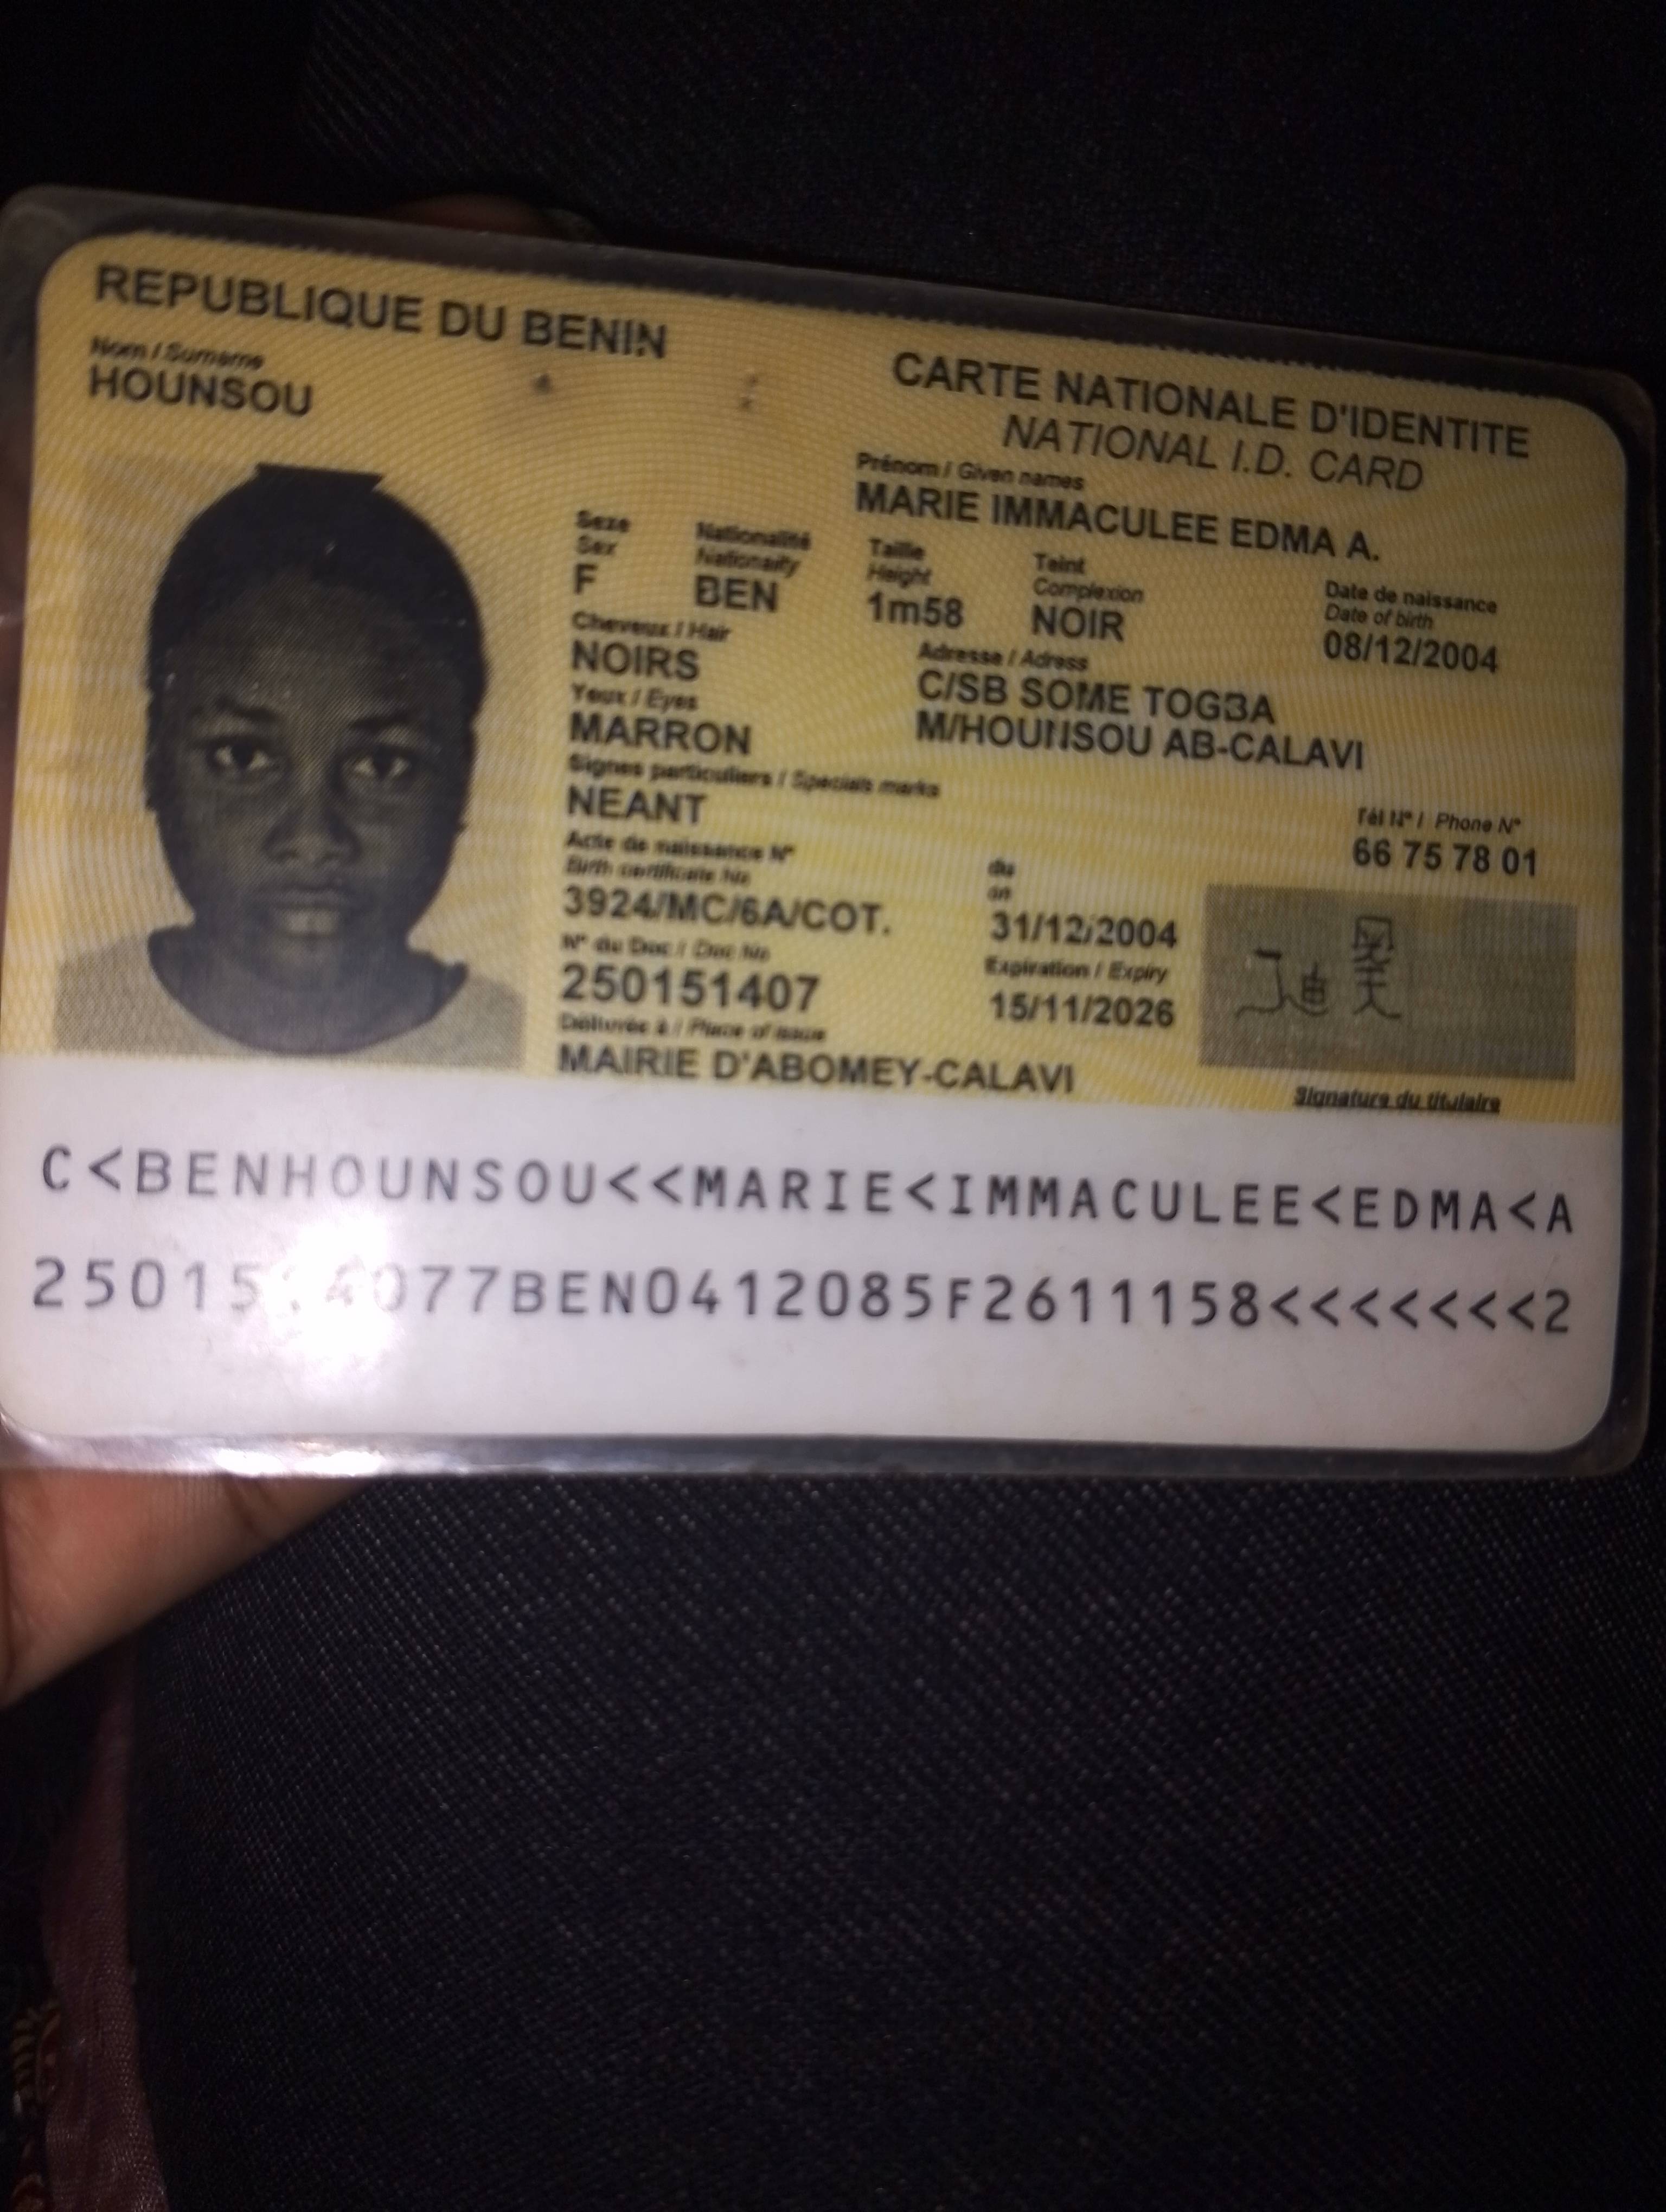 REPUBLIQUE DU BENIN
CARTE NATIONALE D'IDENTITE
NATIONAL I.D. CARD
Nom / Surname
HOUNSOU
Prénom / Given names
MARIE IMMACULEE EDMA A.
Sexe
Sex
F
Nationalité
Nationality
BEN
Taille
Height
1m58
Teint
Complexion
NOIR
Date de naissance
Date of birth
08/12/2004
Cheveux / Hair
NOIRS
Adresse / Adress
C/SB SOME TOGBA
M/HOUNSOU AB-CALAVI
Yeux / Eyes
MARRON
Signes particuliers / Specials marks
NEANT
Tél N° / Phone N°
66 75 78 01
Acte de naissance N°
Birth certificate No
3924/MC/6A/COT.
du
on
31/12/2004
N° du Doc / Doc No
250151407
Expiration / Expiry
15/11/2026
Délivrée à / Place of issue
MAIRIE D'ABOMEY-CALAVI
Signature du titulaire
C<BENHOUNSOU<<MARIE<IMMACULEE<EDMA<A